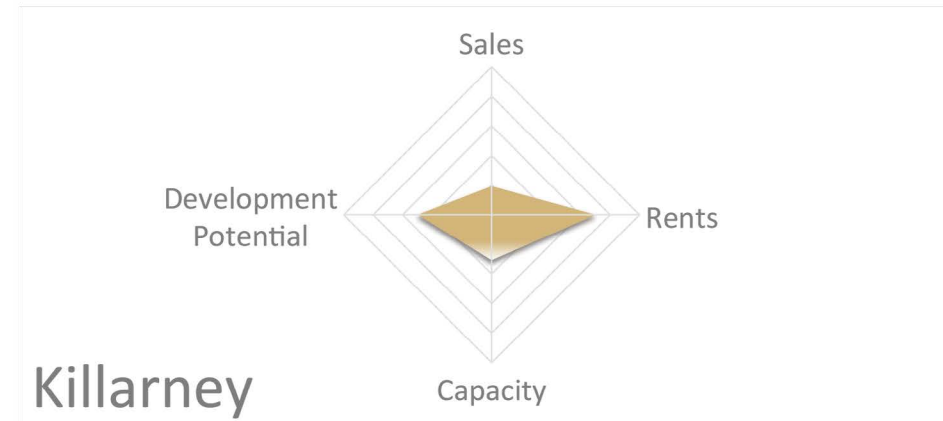 Sales
Development
Potential
Rents
Capacity
Killarney